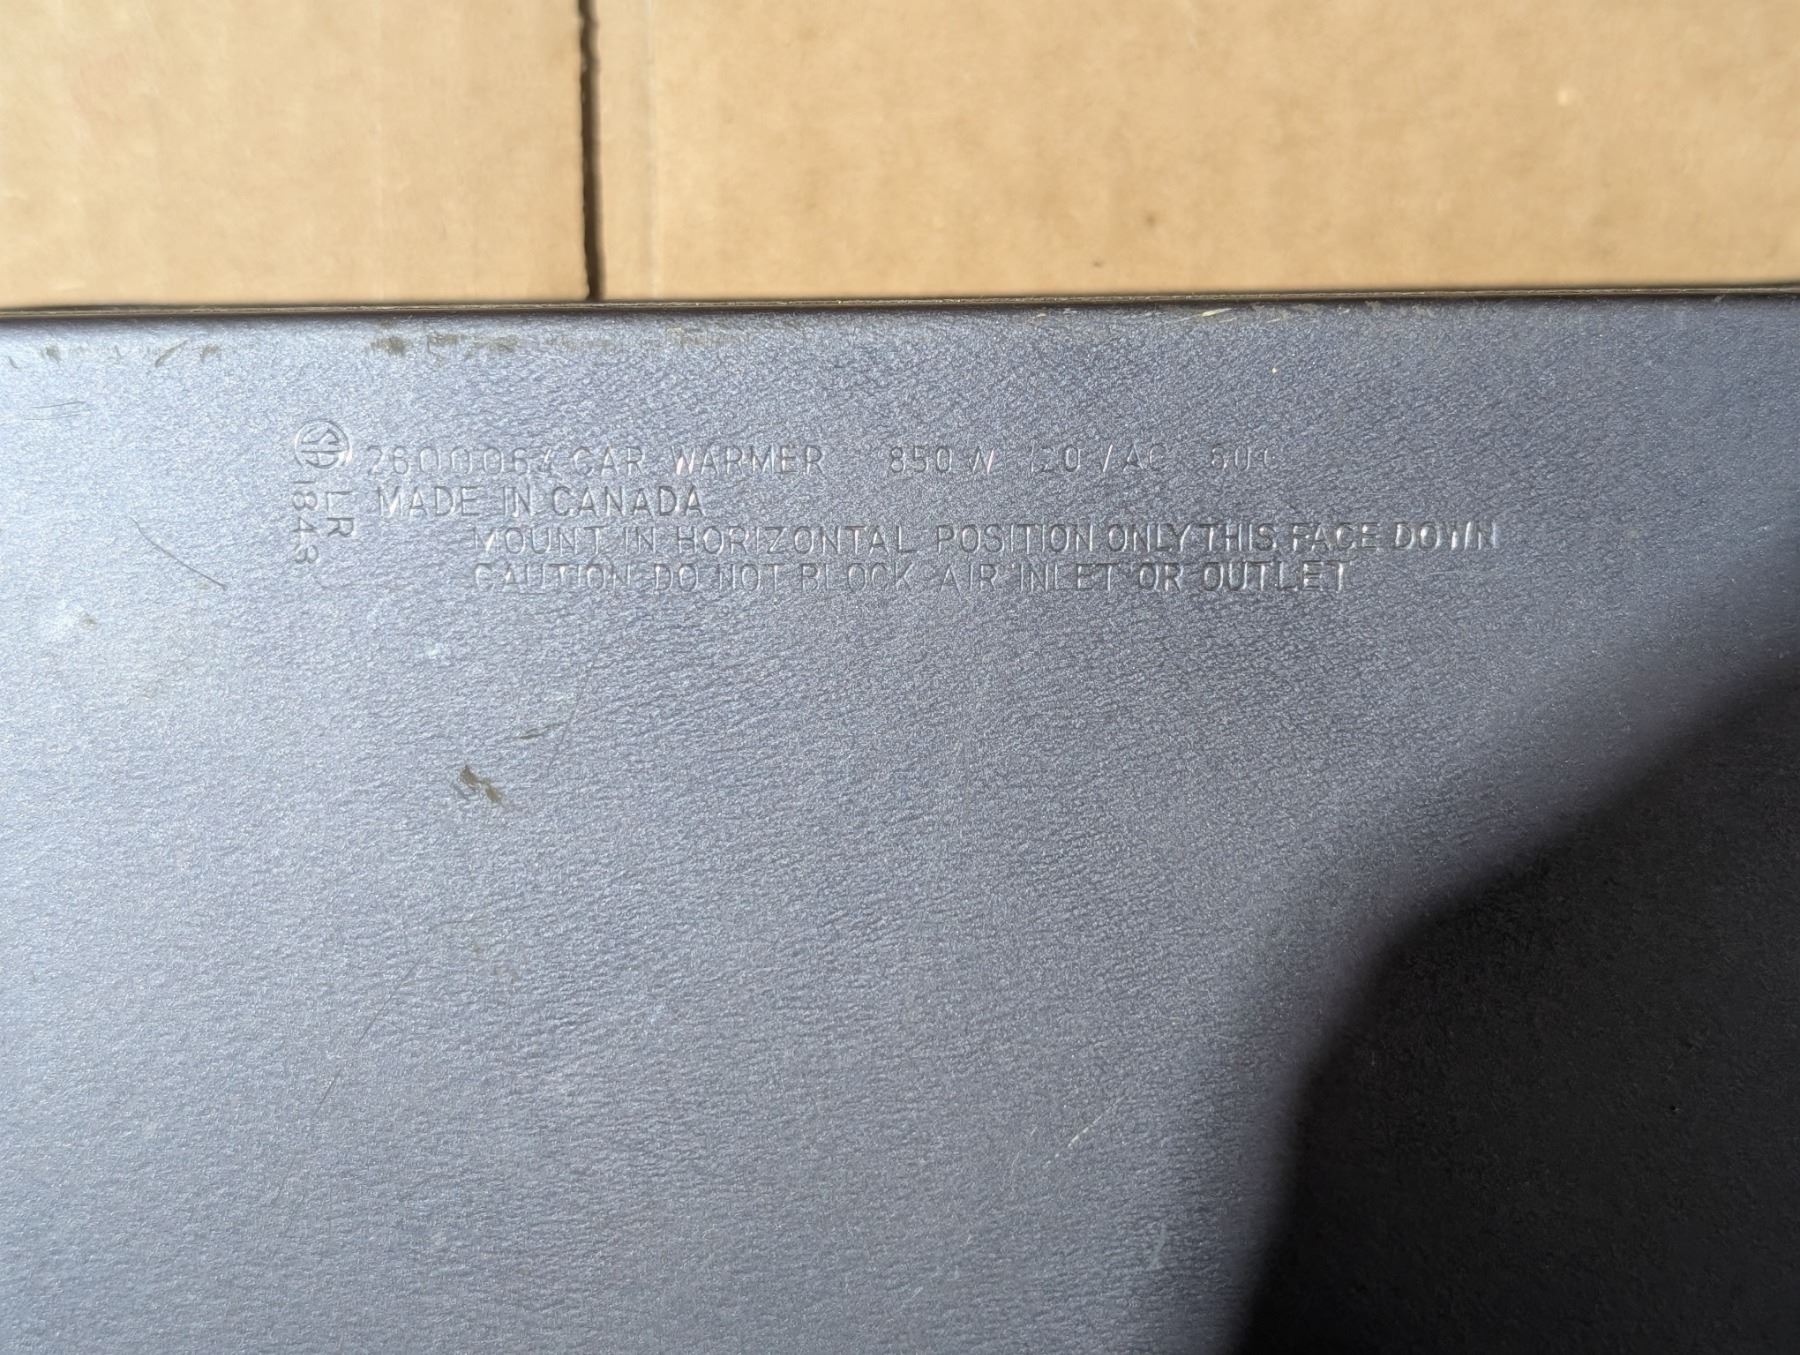 SA 2600064 CAR WARMER 850 W 120 VAC
MADE IN CANADA
MOUNT IN HORIZONTAL POSITION ONLY THIS FACE DOWN
CAUTION DO NOT BLOCK AIR INLET OR OUTLET
LR
1843